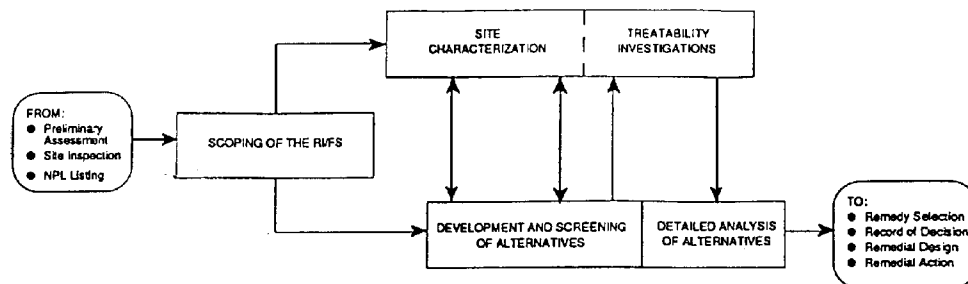 FROM:
● Preliminary
Assessment
● Site Inspection
● NPL Listing
SCOPING OF THE RI/FS
SITE
CHARACTERIZATION
TREATABILITY
INVESTIGATIONS
DEVELOPMENT AND SCREENING
OF ALTERNATIVES
DETAILED ANALYSIS
OF ALTERNATIVES
TO:
● Remedy Selection
● Record of Decision
● Remedial Design
● Remedial Action